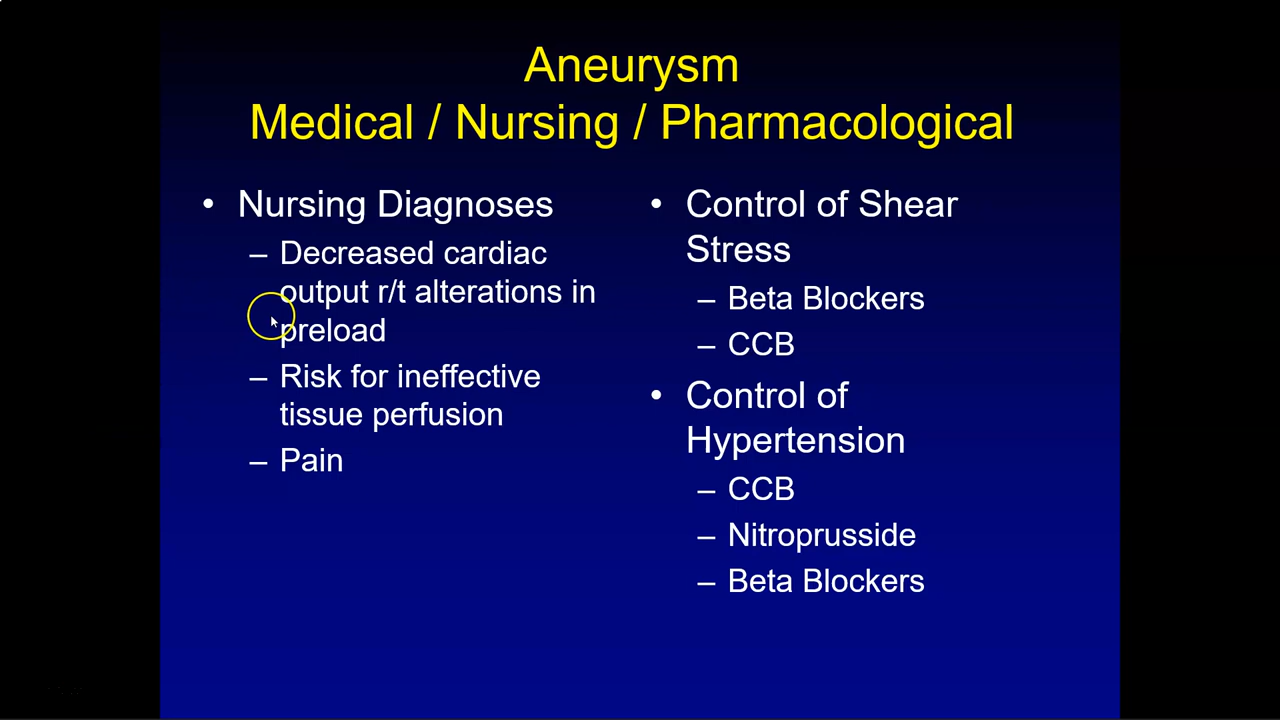 Aneurysm
Medical / Nursing / Pharmacological
• Nursing Diagnoses
– Decreased cardiac
output r/t alterations in
preload
– Risk for ineffective
tissue perfusion
– Pain
• Control of Shear
Stress
– Beta Blockers
– CCB
• Control of
Hypertension
– CCB
– Nitroprusside
– Beta Blockers